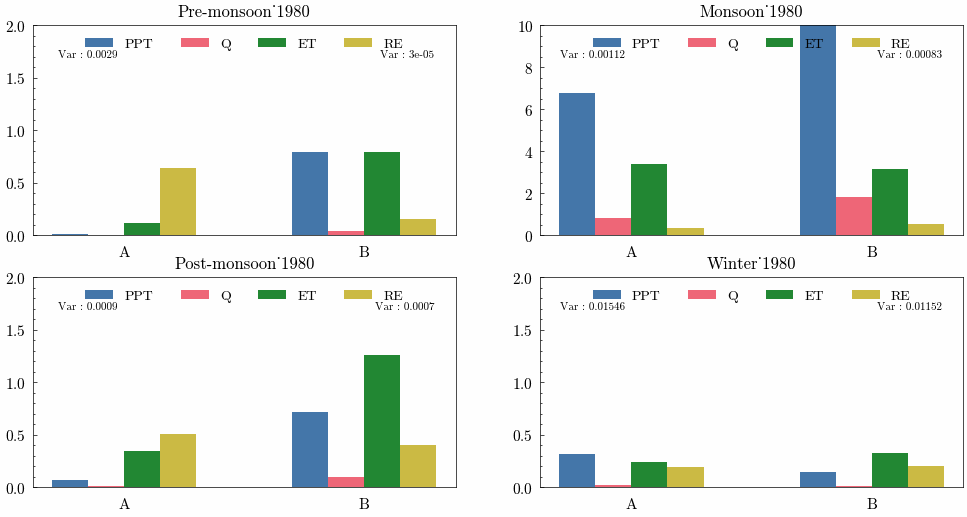 Pre-monsoon˙1980
2.0
1.5
1.0
0.5
0.0
PPT Q ET RE
Var : 0.0029
Var : 3e-05
A B
Monsoon˙1980
10
8
6
4
2
0
PPT Q ET RE
Var : 0.00112
Var : 0.00083
A B
Post-monsoon˙1980
2.0
1.5
1.0
0.5
0.0
PPT Q ET RE
Var : 0.0009
Var : 0.0007
A B
Winter˙1980
2.0
1.5
1.0
0.5
0.0
PPT Q ET RE
Var : 0.01546
Var : 0.01152
A B